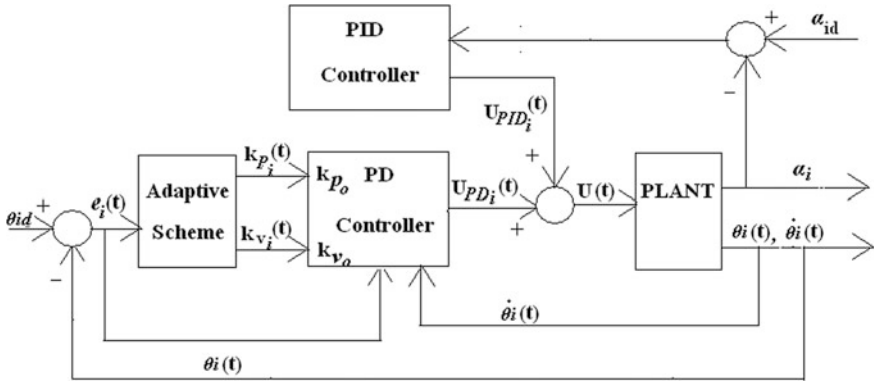 PID
Controller
+
α_id
−
U_PID_i(t)
k_P_i(t)
k_P_o
PD
Controller
U_PD_i(t)
+
+
U(t)
PLANT
α_i
θid
+
e_i(t)
Adaptive
Scheme
k_v_i(t)
k_v_o
θi(t), θ̇i(t)
−
θ̇i(t)
θi(t)